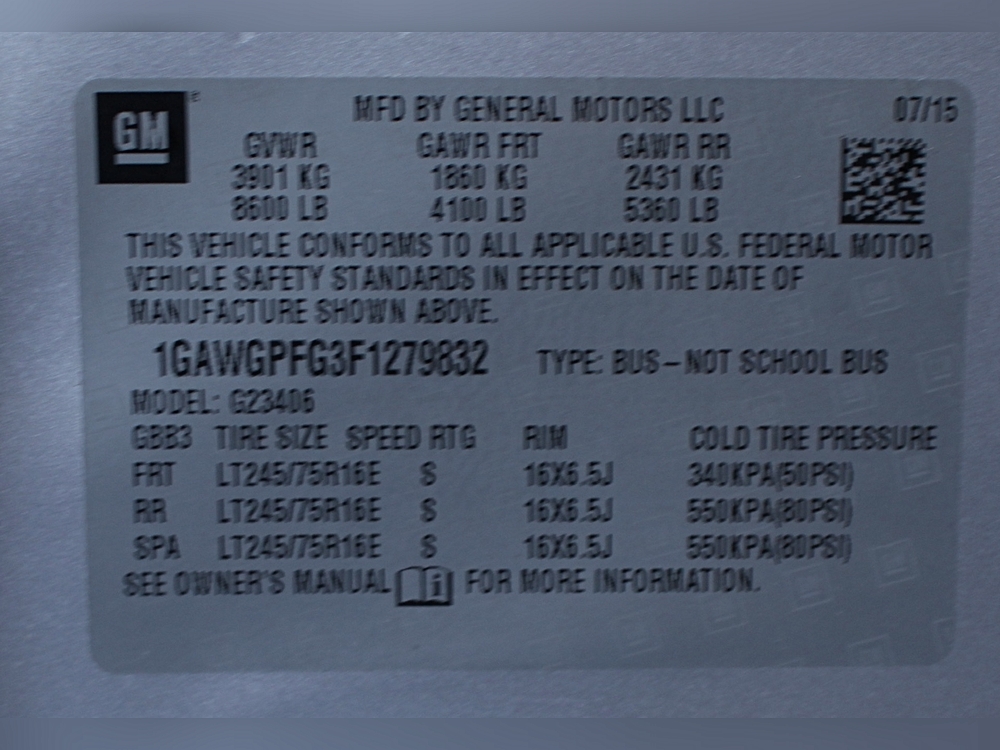 GM MFD BY GENERAL MOTORS LLC 07/15
GVWR GAWR FRT GAWR RR
3901 KG 1860 KG 2431 KG
8600 LB 4100 LB 5360 LB
THIS VEHICLE CONFORMS TO ALL APPLICABLE U.S. FEDERAL MOTOR
VEHICLE SAFETY STANDARDS IN EFFECT ON THE DATE OF
MANUFACTURE SHOWN ABOVE.
1GAWGPFG3F1279832 TYPE: BUS – NOT SCHOOL BUS
MODEL: G23406
GBB3 TIRE SIZE SPEED RTG RIM COLD TIRE PRESSURE
FRT LT245/75R16E S 16X6.5J 340KPA(50PSI)
RR LT245/75R16E S 16X6.5J 550KPA(80PSI)
SPA LT245/75R16E S 16X6.5J 550KPA(80PSI)
SEE OWNER'S MANUAL FOR MORE INFORMATION.